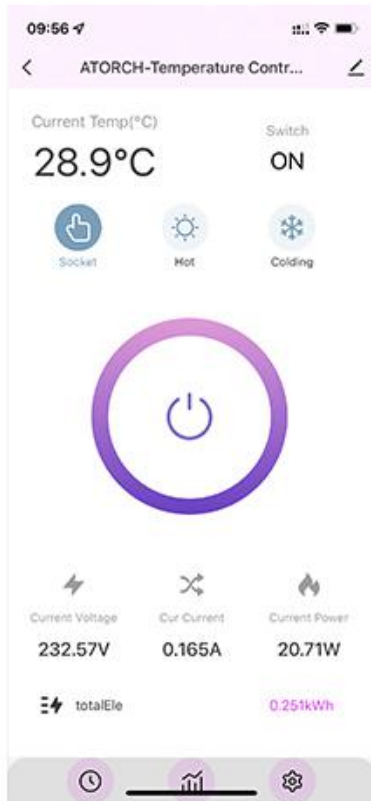 09:56
ATORCH-Temperature Contr...
Current Temp(°C)
Switch
28.9°C
ON
Socket
Hot
Colding
Current Voltage
Cur Current
Current Power
232.57V
0.165A
20.71W
totalEle
0.251kWh